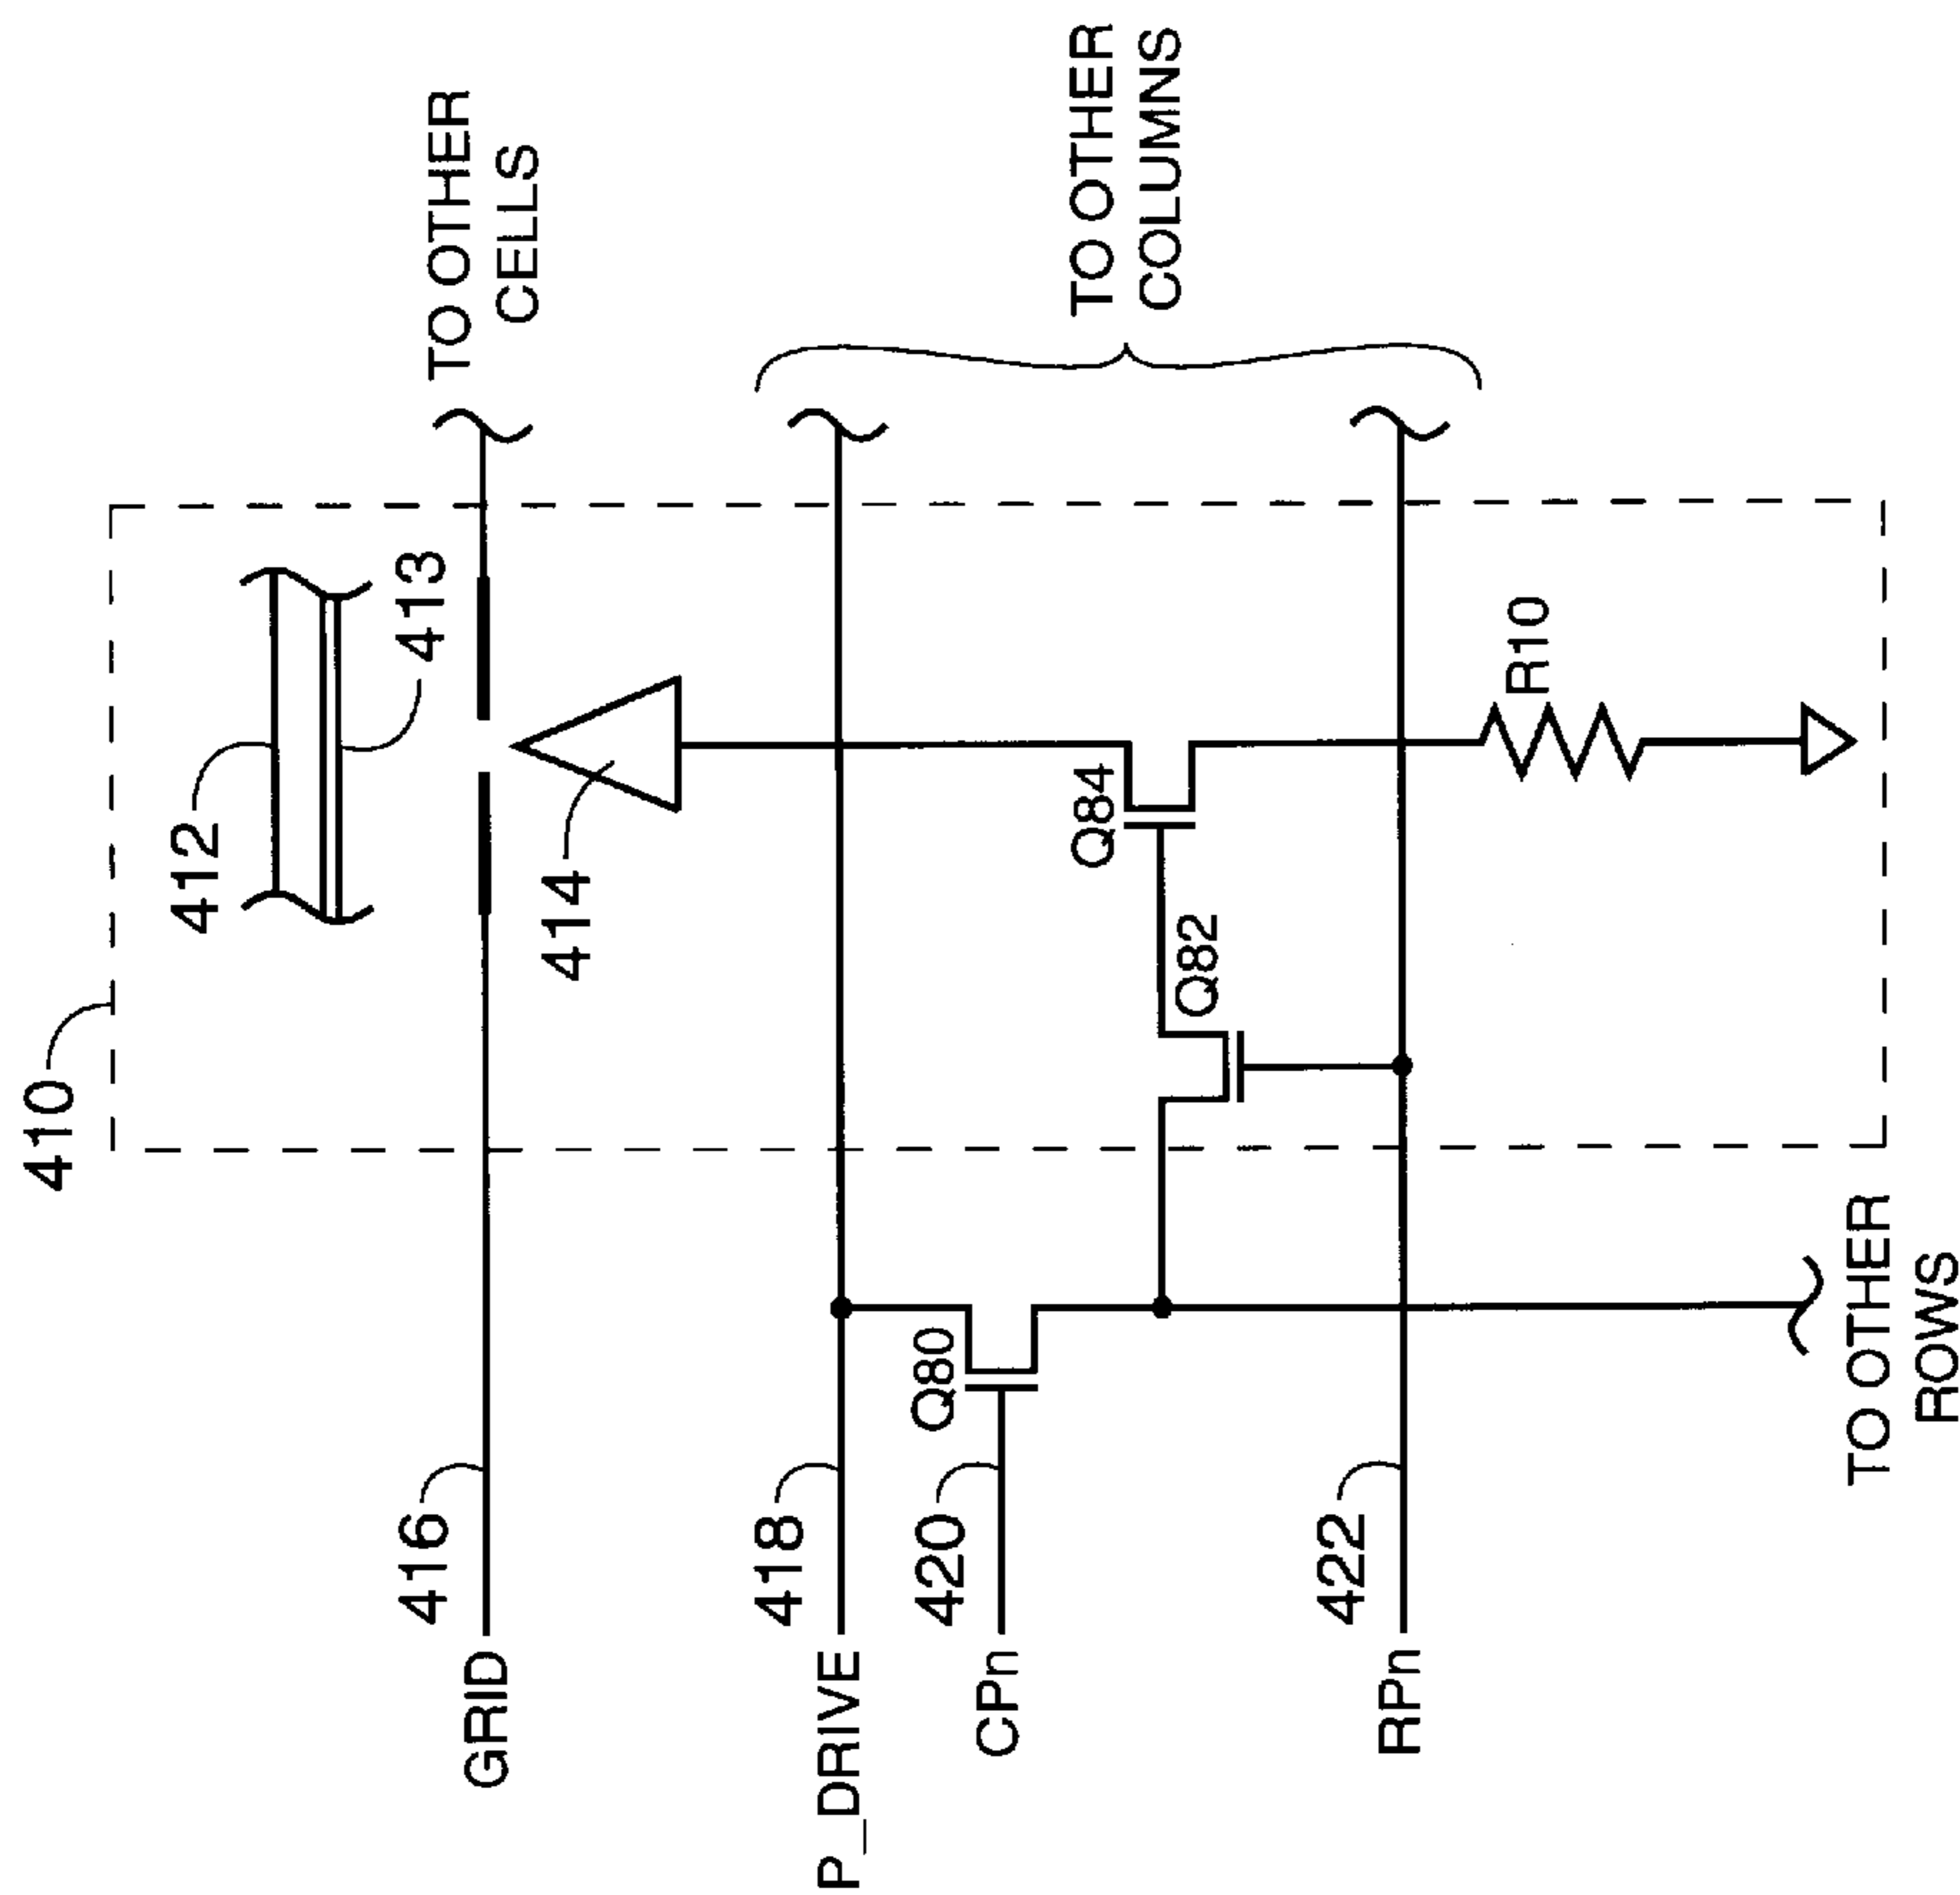 410
412
413
TO OTHER
CELLS
416
GRID
414
418
P_DRIVE
TO OTHER
COLUMNS
Q80
420
CPn
Q84
Q82
422
RPn
R10
TO OTHER
ROWS